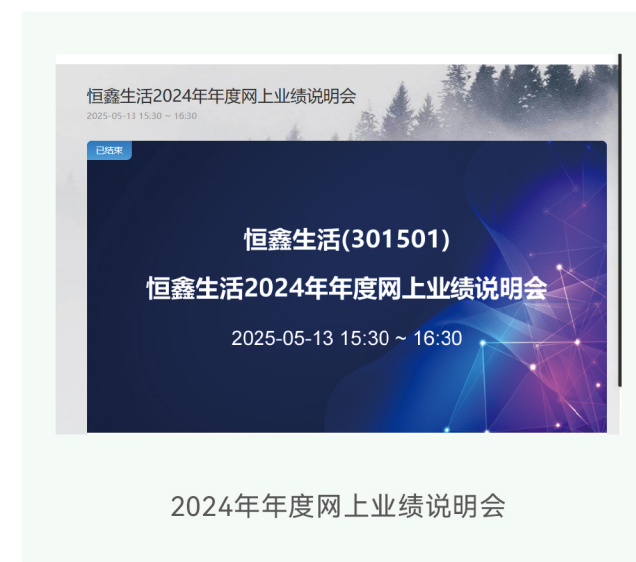 恒鑫生活2024年年度网上业绩说明会
2025-05-13 15:30 ~ 16:30
已结束
恒鑫生活(301501)
恒鑫生活2024年年度网上业绩说明会
2025-05-13 15:30 ~ 16:30
2024年年度网上业绩说明会